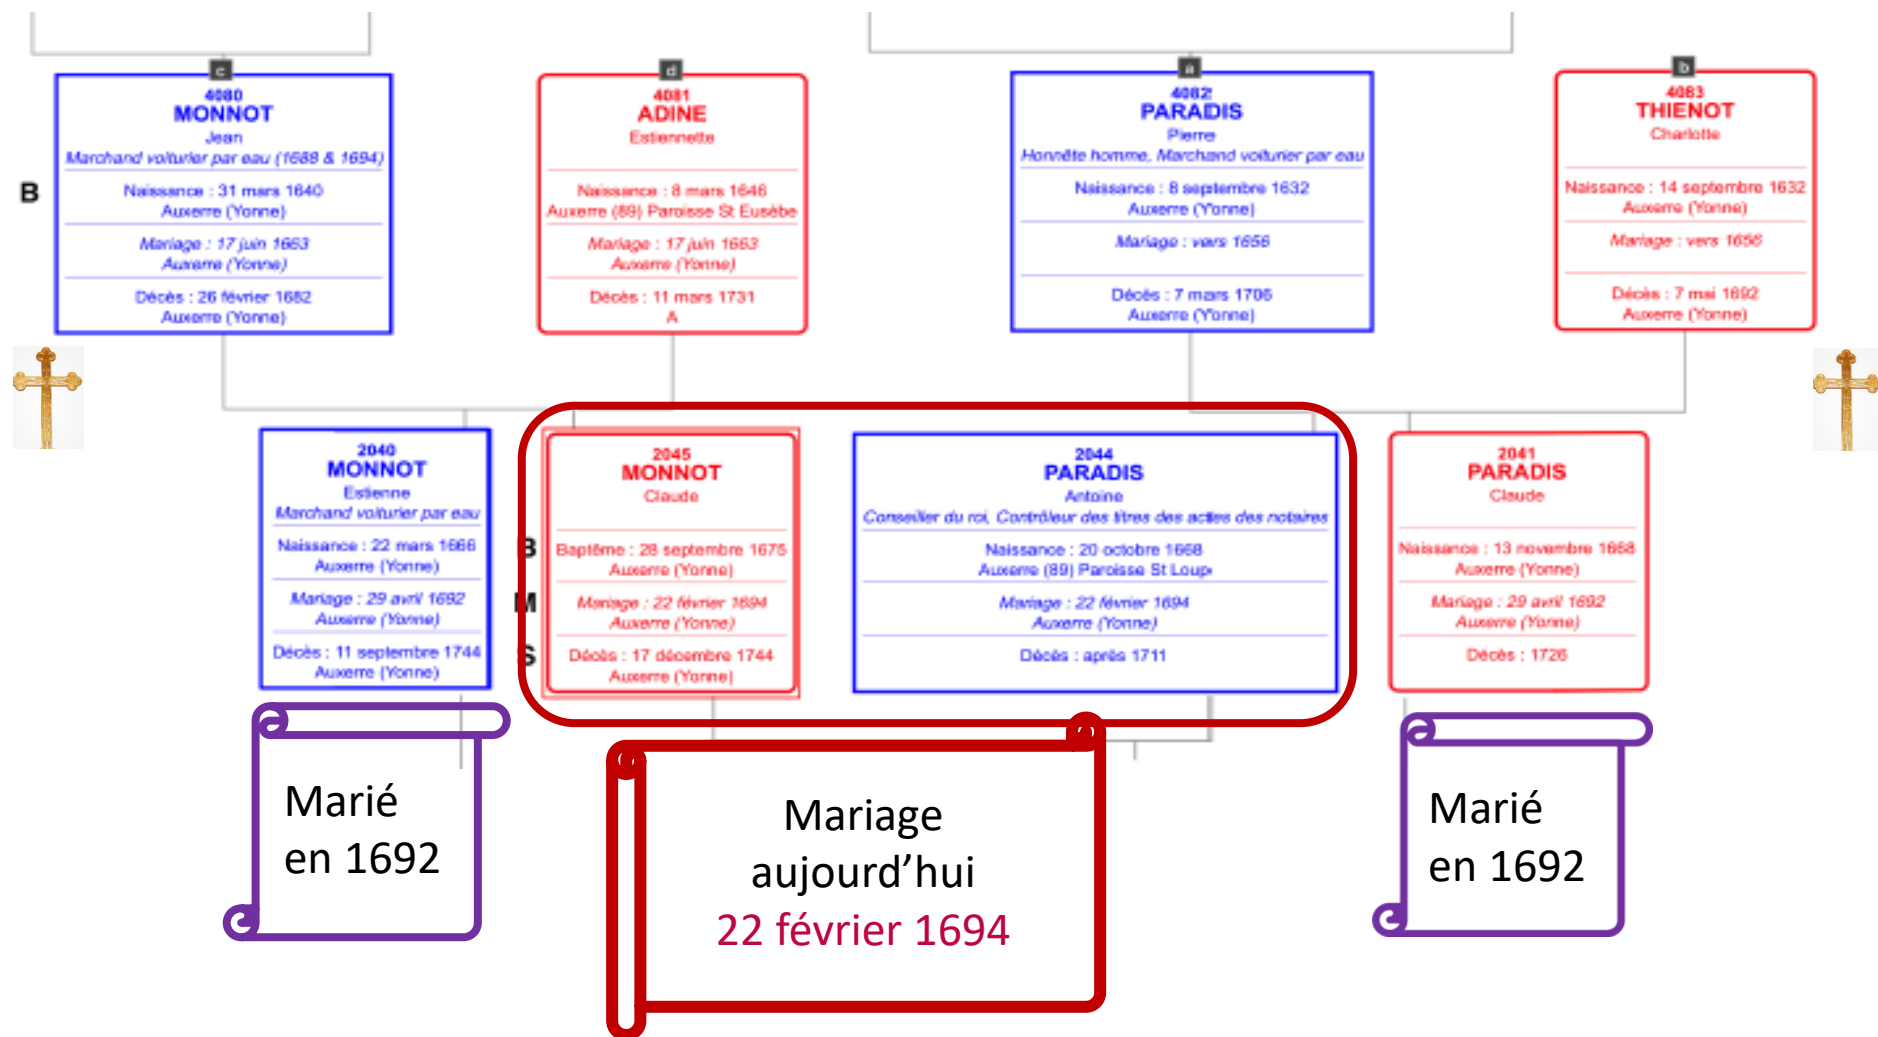 c
4080
MONNOT
Jean
Marchand voiturier par eau (1688 & 1694)
Naissance : 31 mars 1640
Auxerre (Yonne)
Mariage : 17 juin 1663
Auxerre (Yonne)
Décès : 26 février 1682
Auxerre (Yonne)
B
d
4081
ADINE
Estiennette
Naissance : 8 mars 1646
Auxerre (89) Paroisse St Eusèbe
Mariage : 17 juin 1663
Auxerre (Yonne)
Décès : 11 mars 1731
A
a
4082
PARADIS
Pierre
Honnête homme, Marchand voiturier par eau
Naissance : 8 septembre 1632
Auxerre (Yonne)
Mariage : vers 1656
Décès : 7 mars 1706
Auxerre (Yonne)
b
4083
THIENOT
Charlotte
Naissance : 14 septembre 1632
Auxerre (Yonne)
Mariage : vers 1656
Décès : 7 mai 1692
Auxerre (Yonne)
2040
MONNOT
Estienne
Marchand voiturier par eau
Naissance : 22 mars 1666
Auxerre (Yonne)
Mariage : 29 avril 1692
Auxerre (Yonne)
Décès : 11 septembre 1744
Auxerre (Yonne)
2045
MONNOT
Claude
B
Baptême : 28 septembre 1675
Auxerre (Yonne)
M
Mariage : 22 février 1694
Auxerre (Yonne)
S
Décès : 17 décembre 1744
Auxerre (Yonne)
2044
PARADIS
Antoine
Conseiller du roi, Contrôleur des titres des actes des notaires
Naissance : 20 octobre 1668
Auxerre (89) Paroisse St Loup
Mariage : 22 février 1694
Auxerre (Yonne)
Décès : après 1711
2041
PARADIS
Claude
Naissance : 13 novembre 1668
Auxerre (Yonne)
Mariage : 29 avril 1692
Auxerre (Yonne)
Décès : 1726
Marié
en 1692
Mariage
aujourd’hui
22 février 1694
Marié
en 1692